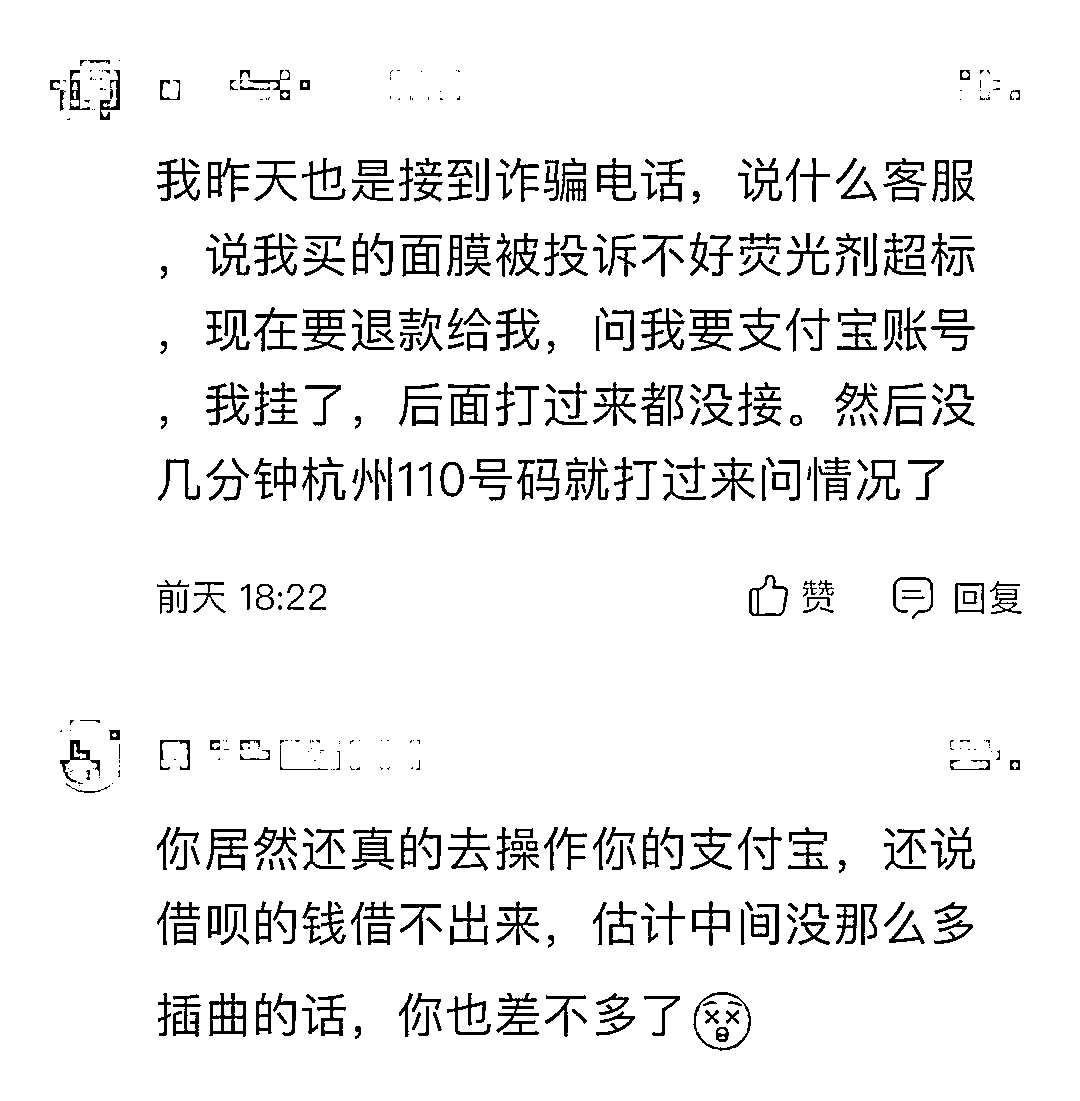 我昨天也是接到诈骗电话，说什么客服
，说我买的面膜被投诉不好荧光剂超标
，现在要退款给我，问我要支付宝账号
，我挂了，后面打过来都没接。然后没
几分钟杭州110号码就打过来问情况了
前天 18:22 赞 回复
你居然还真的去操作你的支付宝，还说
借呗的钱借不出来，估计中间没那么多
插曲的话，你也差不多了😵